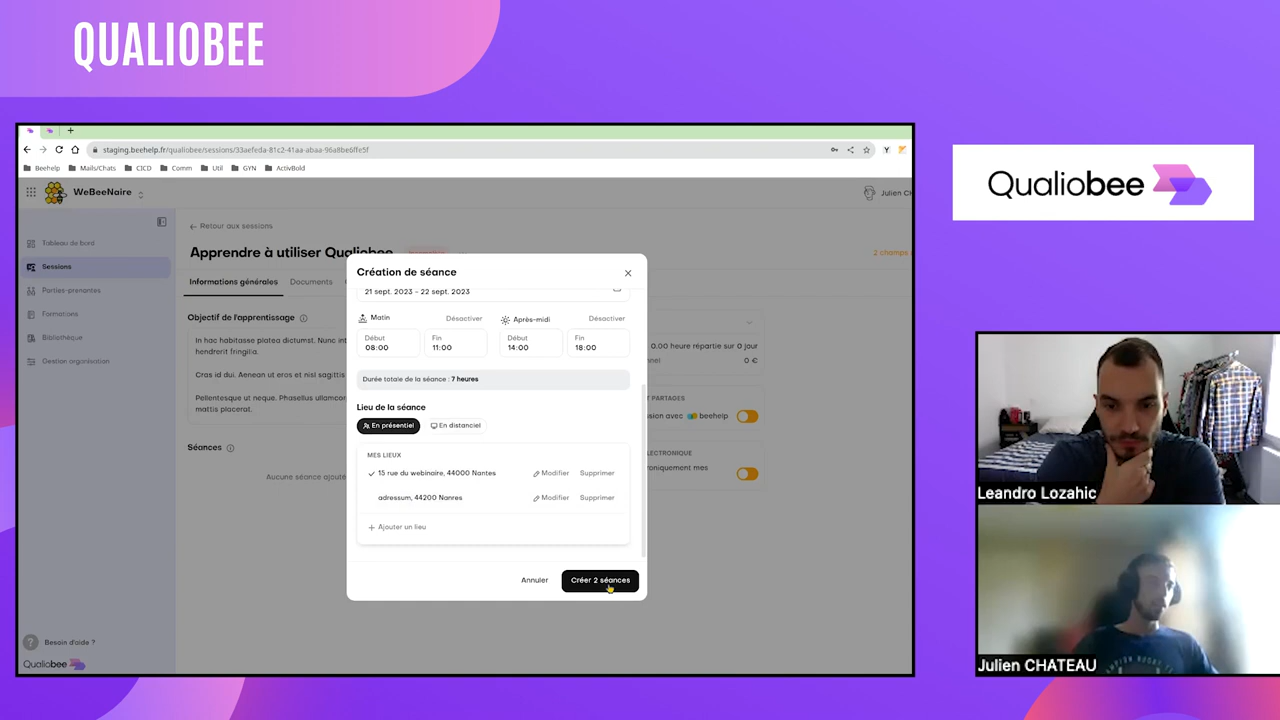 QUALIOBEE
staging.beehelp.fr/qualiobee/sessions/33aefeda-81c2-41aa-abaa-96a8be6ffe5f
Beehelp
Mails/Chats
CICD
Comm
Util
GYN
ActivBold
WeBeeNaire
Julien CH
Tableau de bord
Sessions
Parties-prenantes
Formations
Bibliothèque
Gestion organisation
Besoin d'aide ?
Qualiobee
Retour aux sessions
Apprendre à utiliser Qualiobee
2 champs
Informations générales
Documents
Objectif de l'apprentissage
In hac habitasse platea dictumst. Nunc
hendrerit fringilla.
Cras id dui. Aenean ut eros et nisl sagittis
Pellentesque ut neque. Phasellus ullamcor
mattis placerat.
Séances
Aucune séance ajouté
0.00 heure répartie sur 0 jour
0 €
T PARTAGES
sion avec beehelp
LECTRONIQUE
roniquement mes
Création de séance
21 sept. 2023 - 22 sept. 2023
Matin
Désactiver
Après-midi
Désactiver
Début
08:00
Fin
11:00
Début
14:00
Fin
18:00
Durée totale de la séance : 7 heures
Lieu de la séance
En présentiel
En distanciel
MES LIEUX
15 rue du webinaire, 44000 Nantes
Modifier
Supprimer
adressum, 44200 Nanres
Modifier
Supprimer
Ajouter un lieu
Annuler
Créer 2 séances
Qualiobee
Leandro Lozahic
Julien CHATEAU